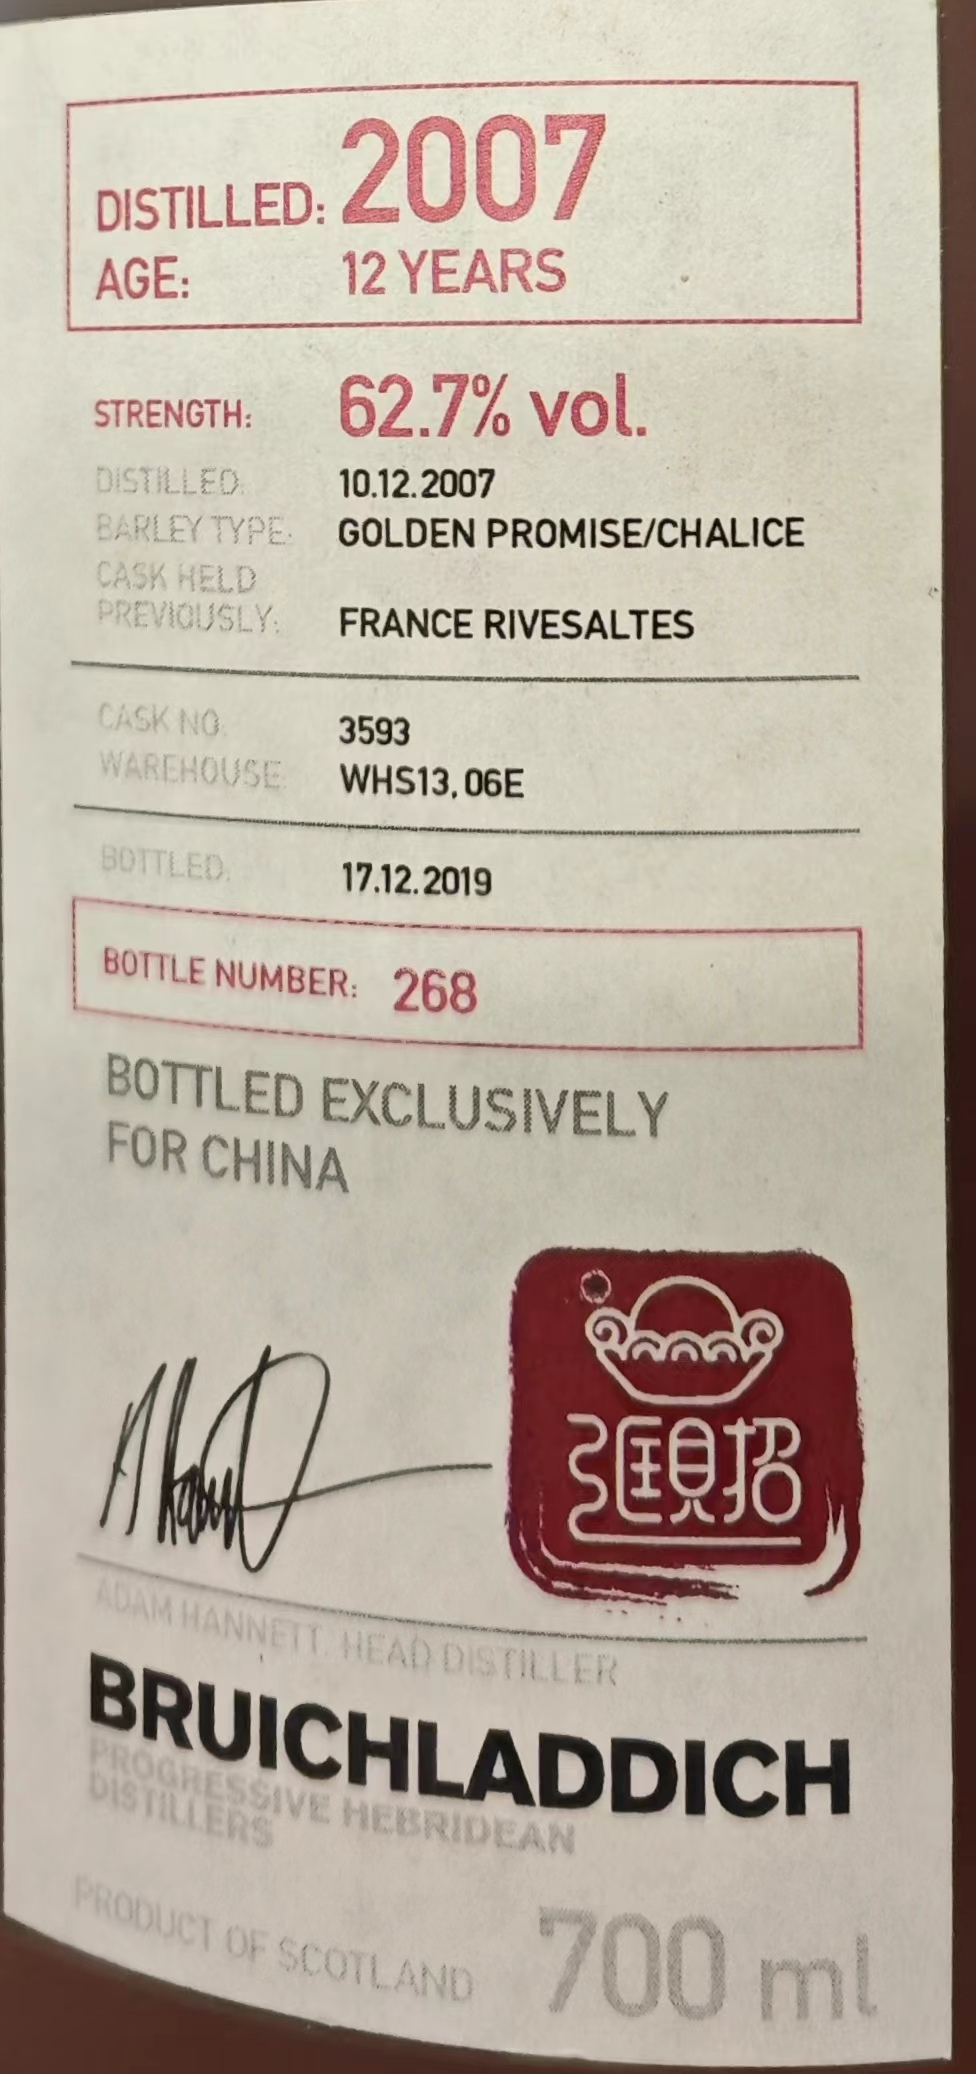 DISTILLED: 2007
AGE: 12 YEARS
STRENGTH: 62.7% vol.
DISTILLED: 10.12.2007
BARLEY TYPE: GOLDEN PROMISE/CHALICE
CASK HELD
PREVIOUSLY: FRANCE RIVESALTES
CASK NO. 3593
WAREHOUSE: WHS13, 06E
BOTTLED: 17.12.2019
BOTTLE NUMBER: 268
BOTTLED EXCLUSIVELY
FOR CHINA
A Hannett
ADAM HANNETT, HEAD DISTILLER
BRUICHLADDICH
PROGRESSIVE HEBRIDEAN
DISTILLERS
PRODUCT OF SCOTLAND
700 ml